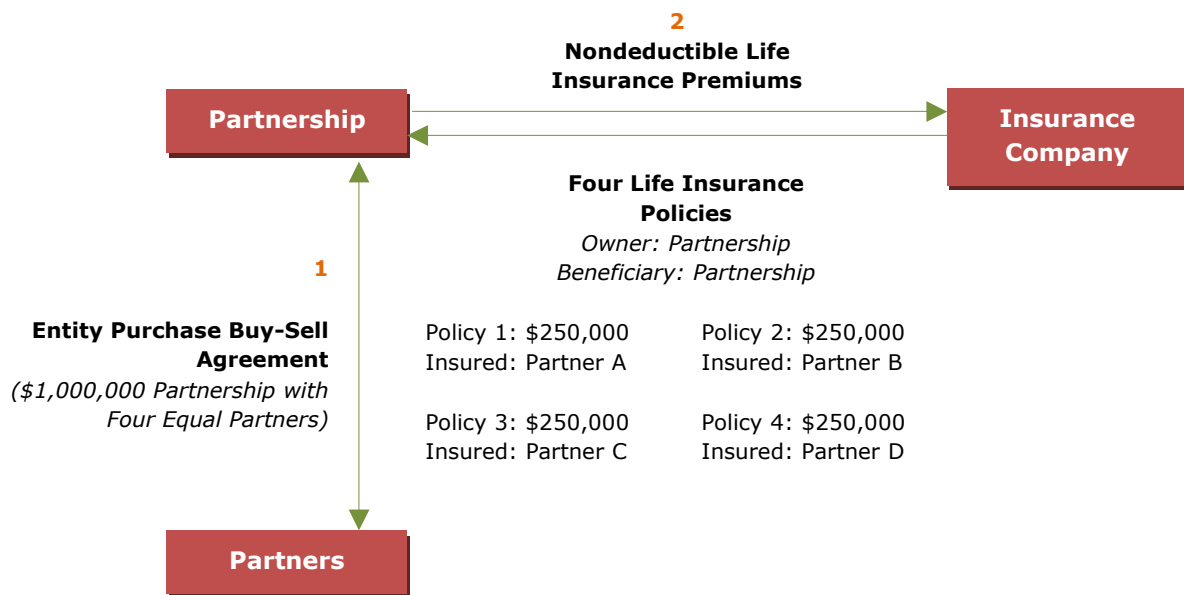 2
Nondeductible Life
Insurance Premiums
Partnership
Insurance
Company
Four Life Insurance
Policies
Owner: Partnership
Beneficiary: Partnership
1
Entity Purchase Buy-Sell
Agreement
($1,000,000 Partnership with
Four Equal Partners)
Policy 1: $250,000
Insured: Partner A
Policy 2: $250,000
Insured: Partner B
Policy 3: $250,000
Insured: Partner C
Policy 4: $250,000
Insured: Partner D
Partners